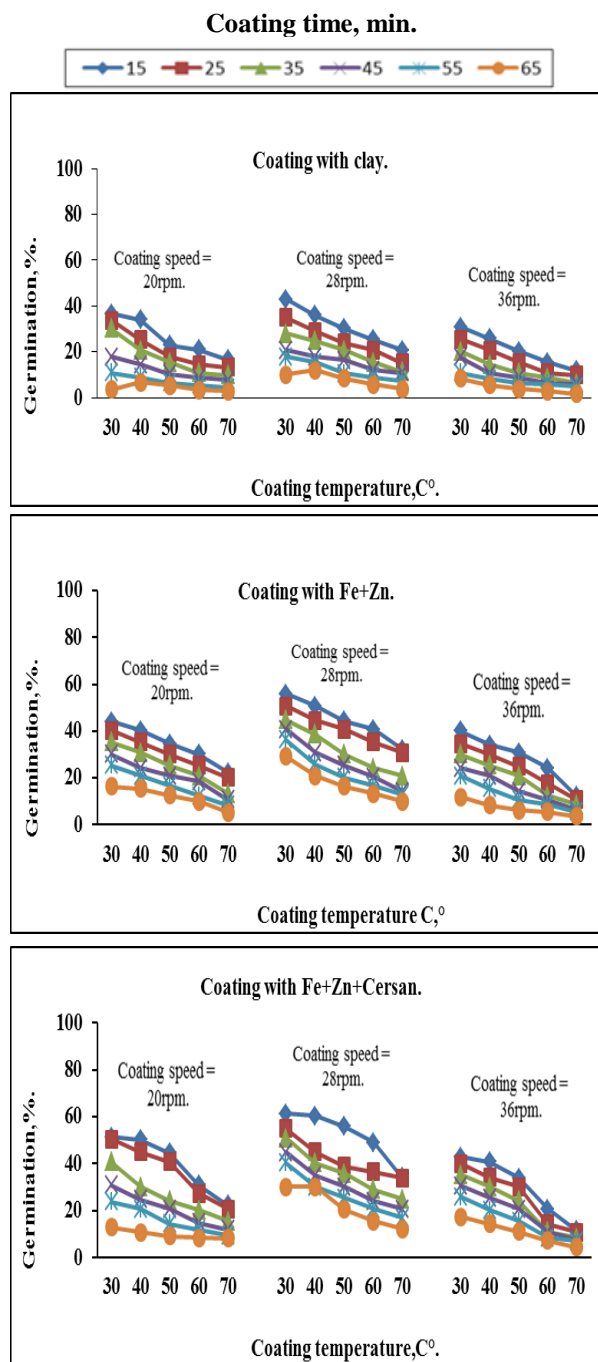 Coating time, min.
15 25 35 45 55 65
Coating with clay.
100
80
60
40
20
0
Germination,%.
Coating speed =
20rpm.
Coating speed =
28rpm.
Coating speed =
36rpm.
30 40 50 60 70 30 40 50 60 70 30 40 50 60 70
Coating temperature,C°.
Coating with Fe+Zn.
100
80
60
40
20
0
Germination,%.
Coating speed =
20rpm.
Coating speed =
28rpm.
Coating speed =
36rpm.
30 40 50 60 70 30 40 50 60 70 30 40 50 60 70
Coating temperature C,°
Coating with Fe+Zn+Cersan.
100
80
60
40
20
0
Germination,%.
Coating speed =
20rpm.
Coating speed =
28rpm.
Coating speed =
36rpm.
30 40 50 60 70 30 40 50 60 70 30 40 50 60 70
Coating temperature,C°.